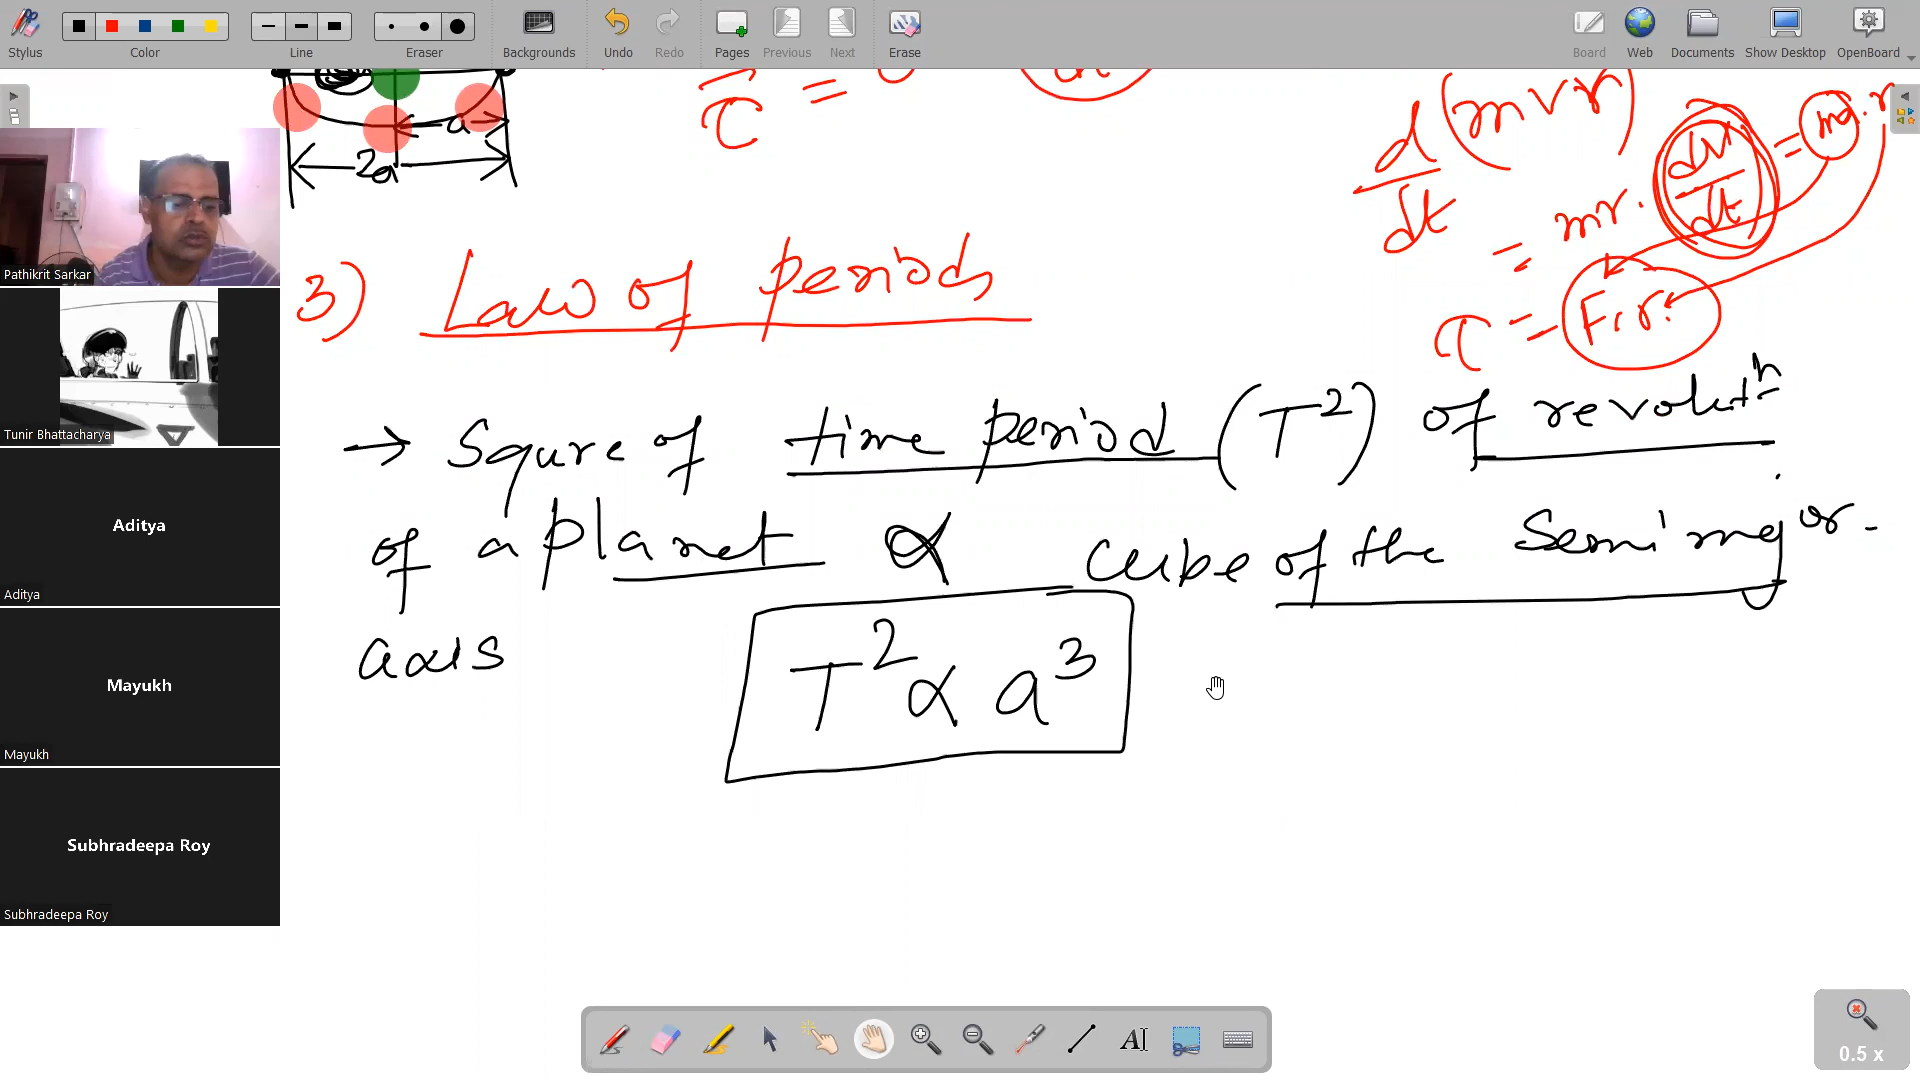 Stylus Color Line Eraser Backgrounds Undo Redo Pages Previous Next Erase Board Web Documents Show Desktop OpenBoard
a
2a
τ = 0
d/dt (mvr)
= mr. dv/dt = ma.r
τ = F.r.
3) Law of periods
→ Squre of time period (T²) of revolutn
of a planet ∝ cube of the Semi major-
axis
T² ∝ a³
Pathikrit Sarkar
Tunir Bhattacharya
Aditya
Aditya
Mayukh
Mayukh
Subhradeepa Roy
Subhradeepa Roy
0.5 x